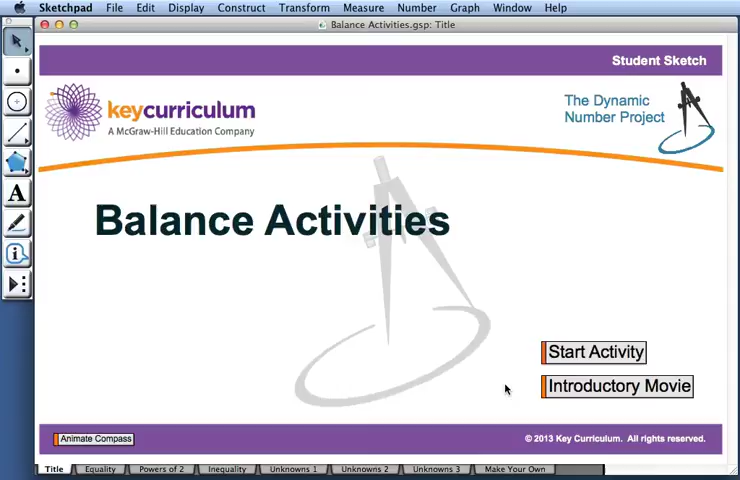 Sketchpad File Edit Display Construct Transform Measure Number Graph Window Help
Balance Activities.gsp: Title
Student Sketch
keycurriculum
A McGraw-Hill Education Company
The Dynamic
Number Project
Balance Activities
A
i
Start Activity
Introductory Movie
Animate Compass
© 2013 Key Curriculum. All rights reserved.
Title Equality Powers of 2 Inequality Unknowns 1 Unknowns 2 Unknowns 3 Make Your Own